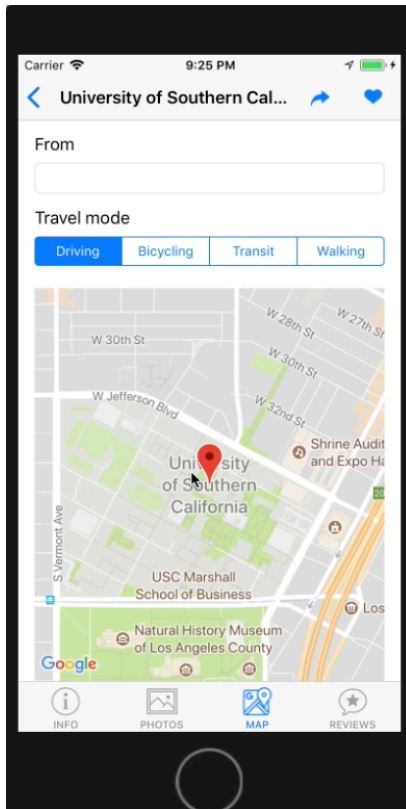 Carrier
9:25 PM
University of Southern Cal...
From
Travel mode
Driving
Bicycling
Transit
Walking
W 28th St
W 27th St
W 30th St
W 30th St
W Jefferson Blvd
W 32nd St
Shrine Audit
and Expo Ha
University
of Southern
California
S Vermont Ave
USC Marshall
School of Business
Los
Natural History Museum
of Los Angeles County
Google
INFO
PHOTOS
MAP
REVIEWS